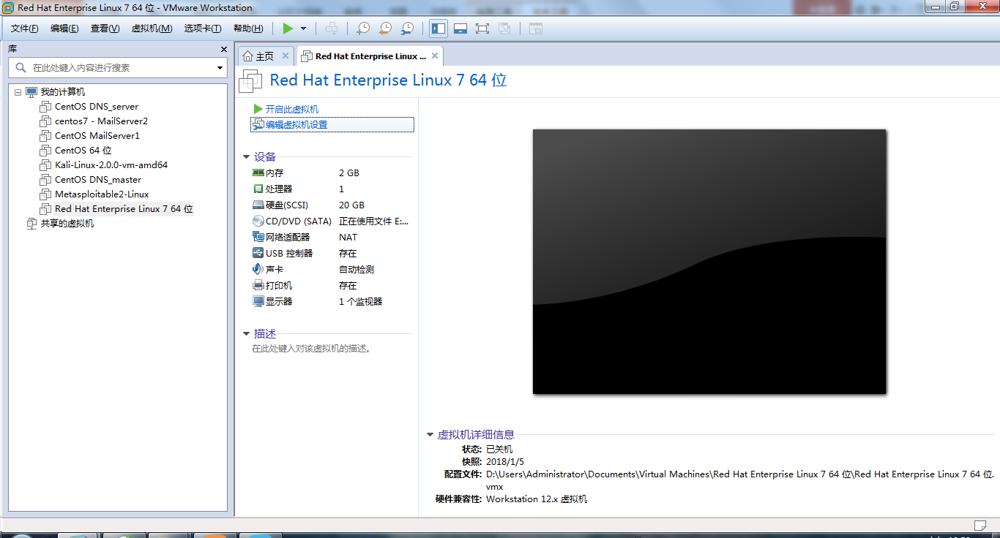 Red Hat Enterprise Linux 7 64 位 - VMware Workstation
文件(F) 编辑(E) 查看(V) 虚拟机(M) 选项卡(T) 帮助(H)
库
在此处键入内容进行搜索
我的计算机
CentOS DNS_server
centos7 - MailServer2
CentOS MailServer1
CentOS 64 位
Kali-Linux-2.0.0-vm-amd64
CentOS DNS_master
Metasploitable2-Linux
Red Hat Enterprise Linux 7 64 位
共享的虚拟机
主页 Red Hat Enterprise Linux ...
Red Hat Enterprise Linux 7 64 位
开启此虚拟机
编辑虚拟机设置
设备
内存 2 GB
处理器 1
硬盘(SCSI) 20 GB
CD/DVD (SATA) 正在使用文件 E:...
网络适配器 NAT
USB 控制器 存在
声卡 自动检测
打印机 存在
显示器 1 个监视器
描述
在此处键入对该虚拟机的描述。
虚拟机详细信息
状态: 已关机
快照: 2018/1/5
配置文件: D:\Users\Administrator\Documents\Virtual Machines\Red Hat Enterprise Linux 7 64 位\Red Hat Enterprise Linux 7 64 位.
vmx
硬件兼容性: Workstation 12.x 虚拟机